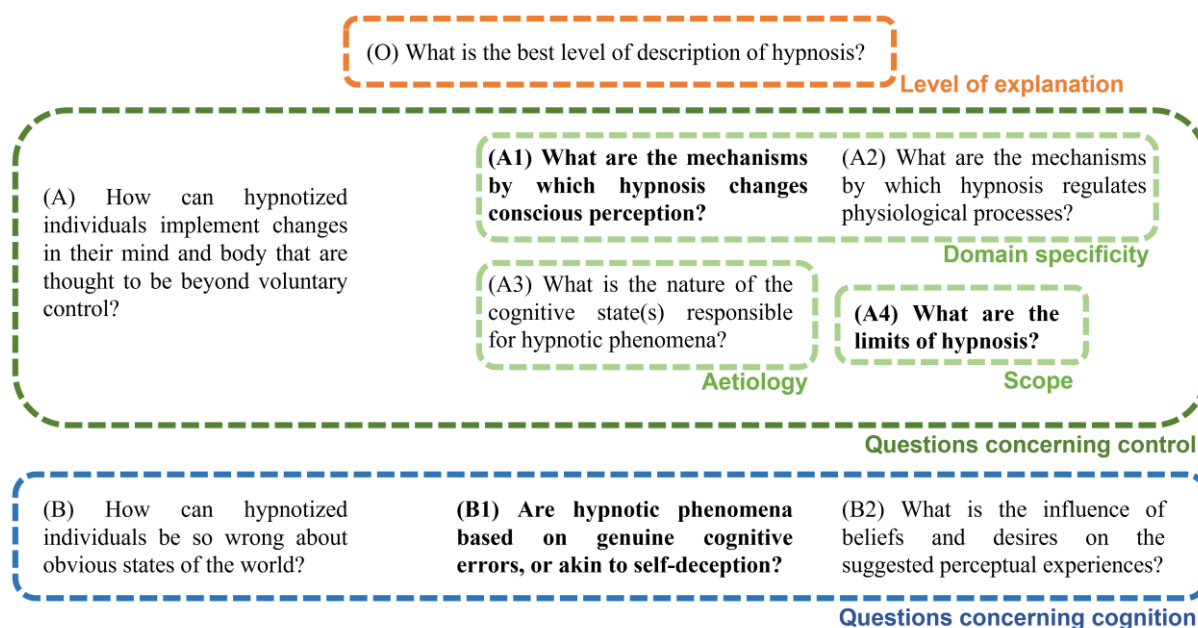 (O) What is the best level of description of hypnosis?
Level of explanation
(A) How can hypnotized
individuals implement changes
in their mind and body that are
thought to be beyond voluntary
control?
(A1) What are the mechanisms
by which hypnosis changes
conscious perception?
(A2) What are the mechanisms
by which hypnosis regulates
physiological processes?
Domain specificity
(A3) What is the nature of the
cognitive state(s) responsible
for hypnotic phenomena?
Aetiology
(A4) What are the
limits of hypnosis?
Scope
Questions concerning control
(B) How can hypnotized
individuals be so wrong about
obvious states of the world?
(B1) Are hypnotic phenomena
based on genuine cognitive
errors, or akin to self-deception?
(B2) What is the influence of
beliefs and desires on the
suggested perceptual experiences?
Questions concerning cognition